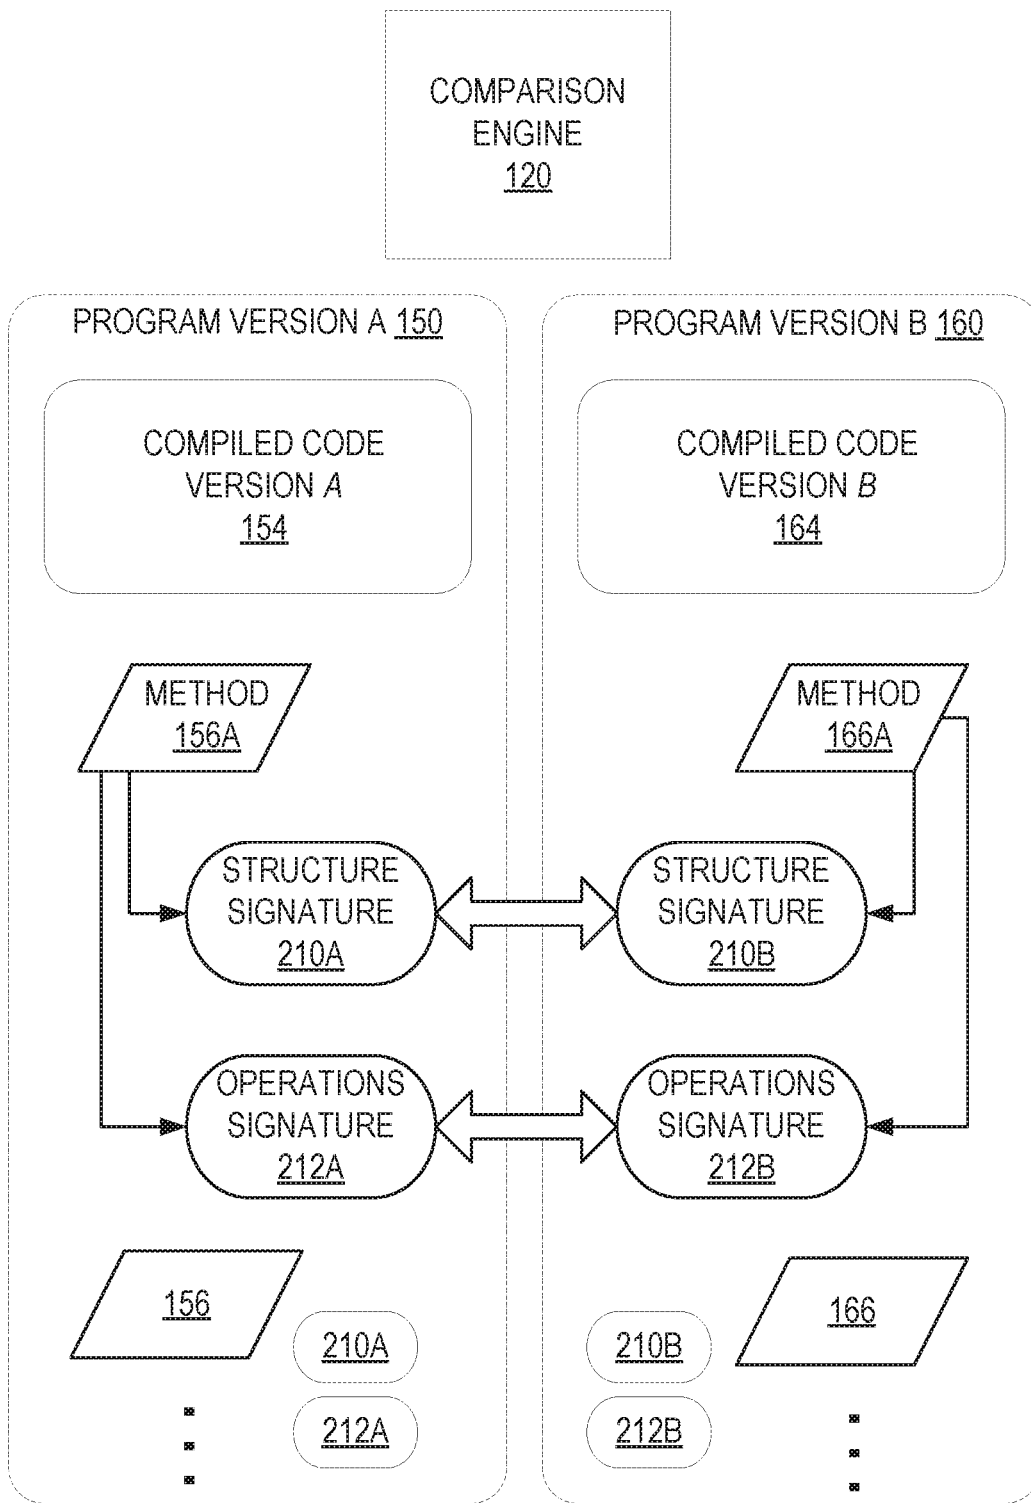 COMPARISON
ENGINE
120
PROGRAM VERSION A 150
COMPILED CODE
VERSION A
154
METHOD
156A
STRUCTURE
SIGNATURE
210A
OPERATIONS
SIGNATURE
212A
156
210A
212A
PROGRAM VERSION B 160
COMPILED CODE
VERSION B
164
METHOD
166A
STRUCTURE
SIGNATURE
210B
OPERATIONS
SIGNATURE
212B
166
210B
212B